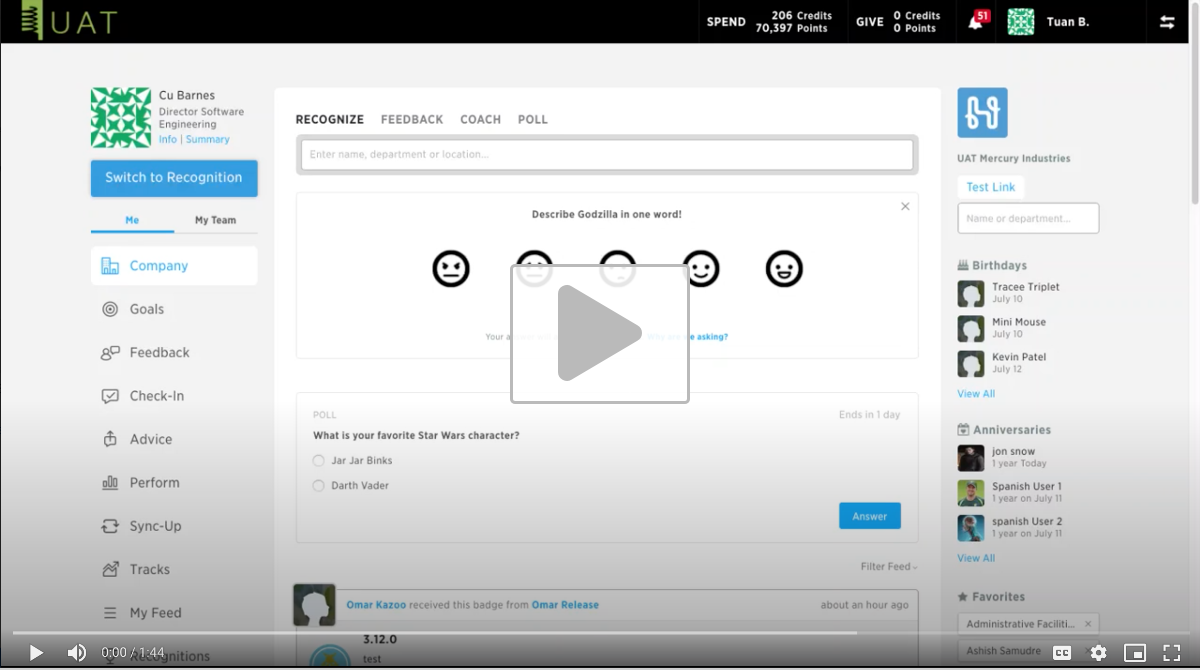 UAT
SPEND
206 Credits
70,397 Points
GIVE
0 Credits
0 Points
51
Tuan B.
Cu Barnes
Director Software
Engineering
Info | Summary
Switch to Recognition
Me
My Team
Company
Goals
Feedback
Check-In
Advice
Perform
Sync-Up
Tracks
My Feed
Recognitions
RECOGNIZE FEEDBACK COACH POLL
Enter name, department or location...
Describe Godzilla in one word!
Your
asking?
POLL
Ends in 1 day
What is your favorite Star Wars character?
Jar Jar Binks
Darth Vader
Answer
Filter Feed
Omar Kazoo received this badge from Omar Release
about an hour ago
3.12.0
test
UAT Mercury Industries
Test Link
Name or department...
Birthdays
Tracee Triplet
July 10
Mini Mouse
July 10
Kevin Patel
July 12
View All
Anniversaries
jon snow
1 year Today
Spanish User 1
1 year on July 11
spanish User 2
1 year on July 11
View All
Favorites
Administrative Faciliti...
Ashish Samudre
0:00 / 1:44
CC